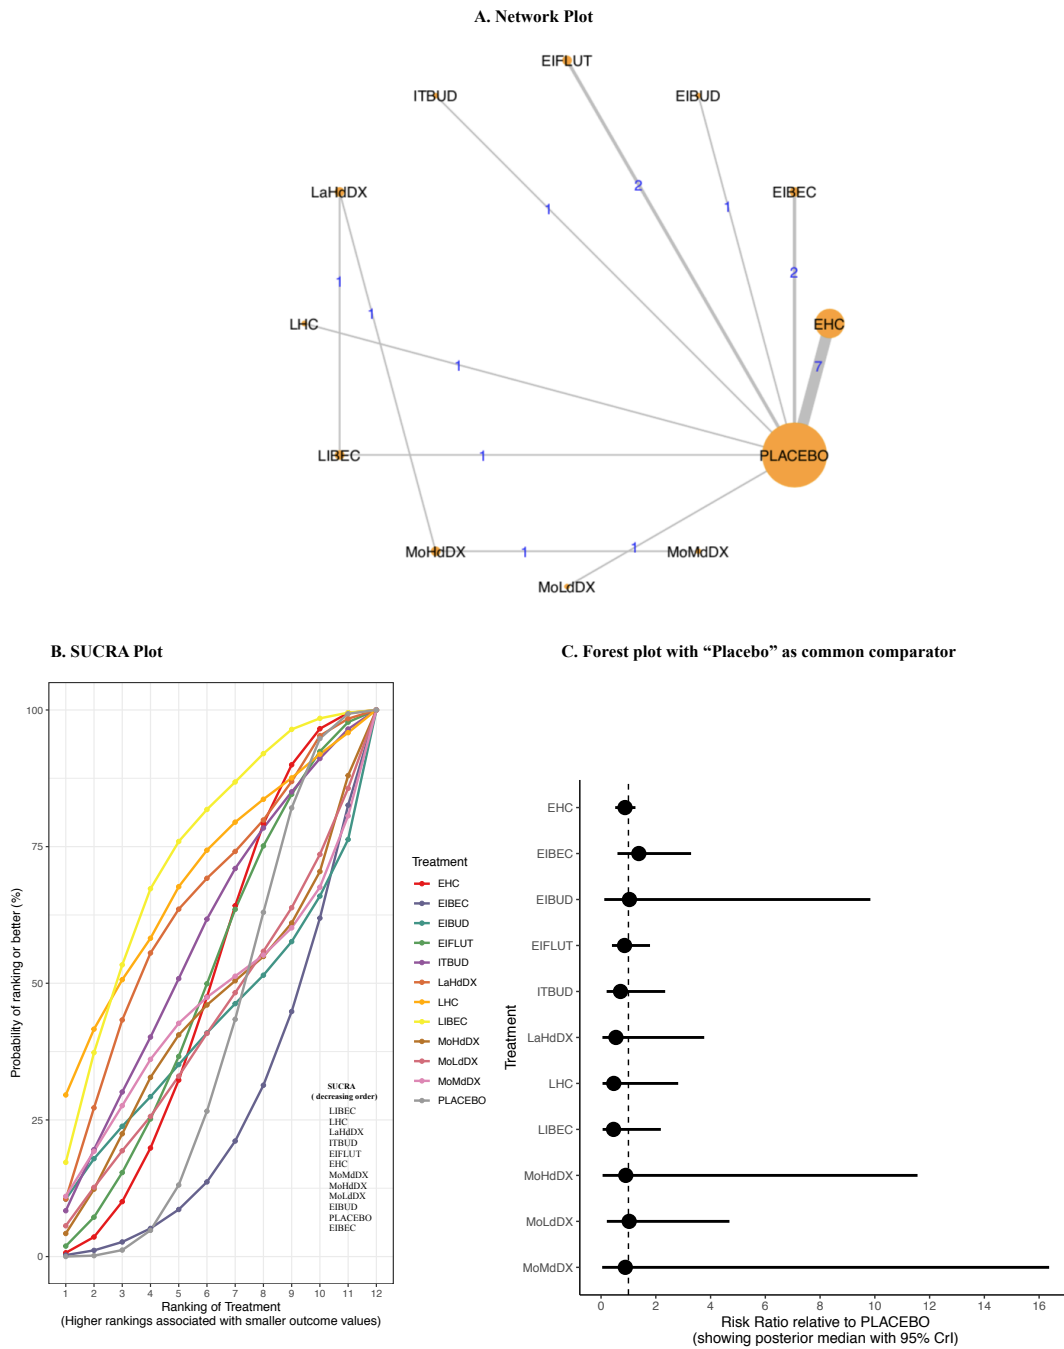 A. Network Plot
EIFLUT
ITBUD
EIBUD
2
LaHdDX
EIBEC
1
1
2
1
1
LHC
EHC
1
7
LIBEC
1
PLACEBO
MoHdDX
1
1
MoMdDX
MoLdDX
B. SUCRA Plot
C. Forest plot with “Placebo” as common comparator
Probability of ranking or better (%)
100
75
50
25
0
1 2 3 4 5 6 7 8 9 10 11 12
Ranking of Treatment
(Higher rankings associated with smaller outcome values)
SUCRA
( decreasing order)
LIBEC
LHC
LaHdDX
ITBUD
EIFLUT
EHC
MoMdDX
MoHdDX
MoLdDX
EIBUD
PLACEBO
EIBEC
Treatment
EHC
EIBEC
EIBUD
EIFLUT
ITBUD
LaHdDX
LHC
LIBEC
MoHdDX
MoLdDX
MoMdDX
PLACEBO
Treatment
EHC
EIBEC
EIBUD
EIFLUT
ITBUD
LaHdDX
LHC
LIBEC
MoHdDX
MoLdDX
MoMdDX
0 2 4 6 8 10 12 14 16
Risk Ratio relative to PLACEBO
(showing posterior median with 95% CrI)